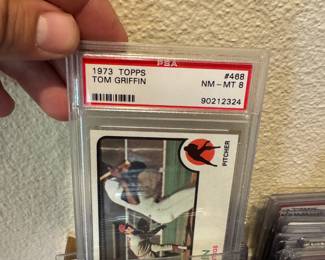 PSA
1973 TOPPS #468
TOM GRIFFIN NM - MT 8
90212324
PITCHER